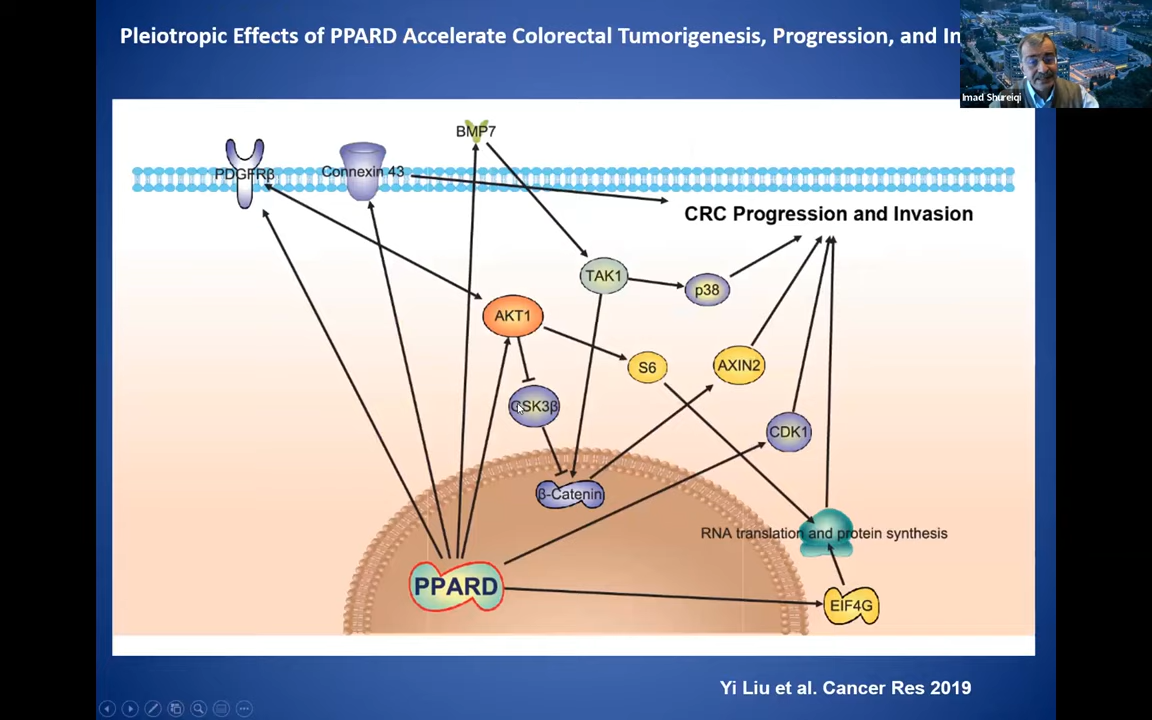 Pleiotropic Effects of PPARD Accelerate Colorectal Tumorigenesis, Progression, and
Imad Shureiqi
BMP7
PDGFRβ
Connexin 43
CRC Progression and Invasion
TAK1
p38
AKT1
S6
AXIN2
GSK3β
CDK1
β-Catenin
RNA translation and protein synthesis
PPARD
EIF4G
Yi Liu et al. Cancer Res 2019